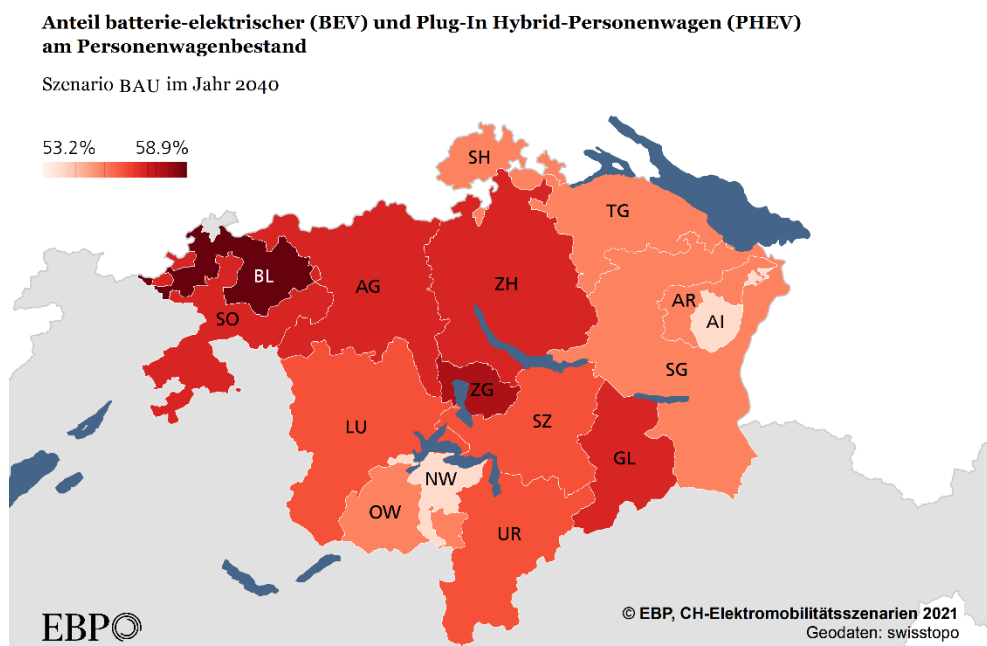 Anteil batterie-elektrischer (BEV) und Plug-In Hybrid-Personenwagen (PHEV)
am Personenwagenbestand
Szenario BAU im Jahr 2040
53.2% 58.9%
SH
TG
BL
AG
ZH
AR
AI
SO
SG
ZG
LU
SZ
GL
NW
OW
UR
EBP
© EBP, CH-Elektromobilitätsszenarien 2021
Geodaten: swisstopo